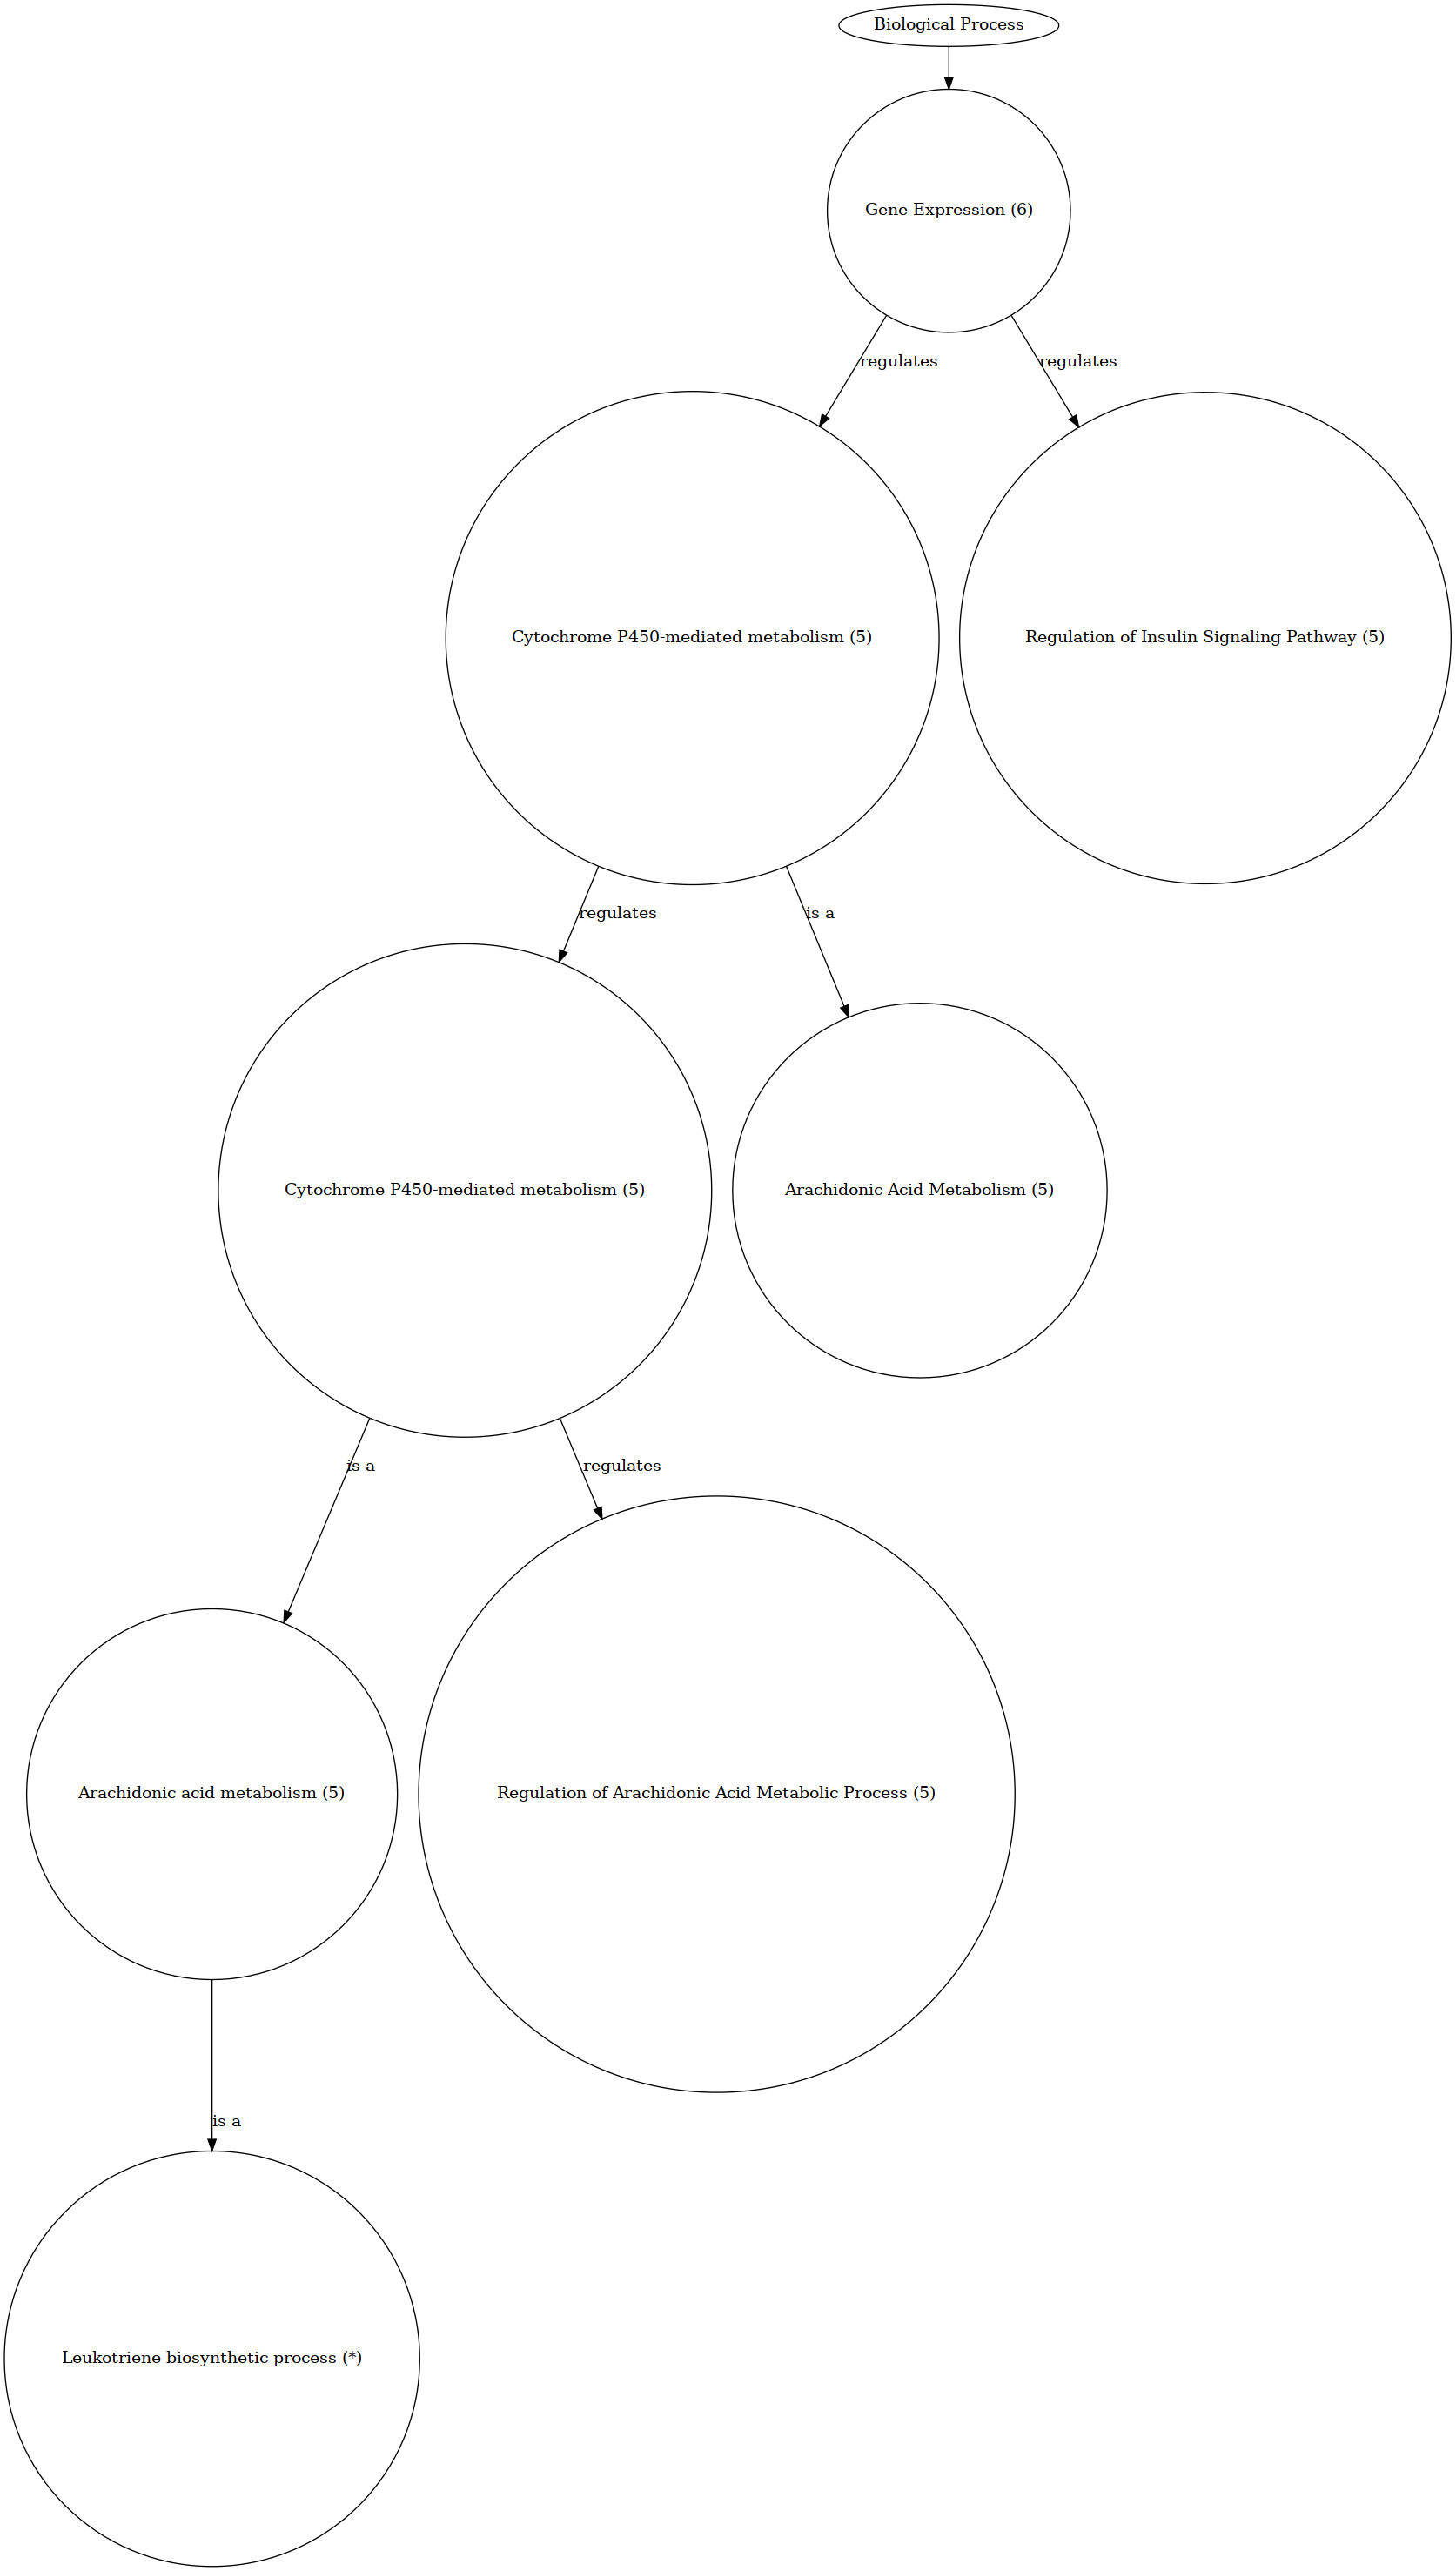 Biological Process
Gene Expression (6)
regulates
regulates
Cytochrome P450-mediated metabolism (5)
Regulation of Insulin Signaling Pathway (5)
regulates
is a
Cytochrome P450-mediated metabolism (5)
Arachidonic Acid Metabolism (5)
is a
regulates
Arachidonic acid metabolism (5)
Regulation of Arachidonic Acid Metabolic Process (5)
is a
Leukotriene biosynthetic process (*)